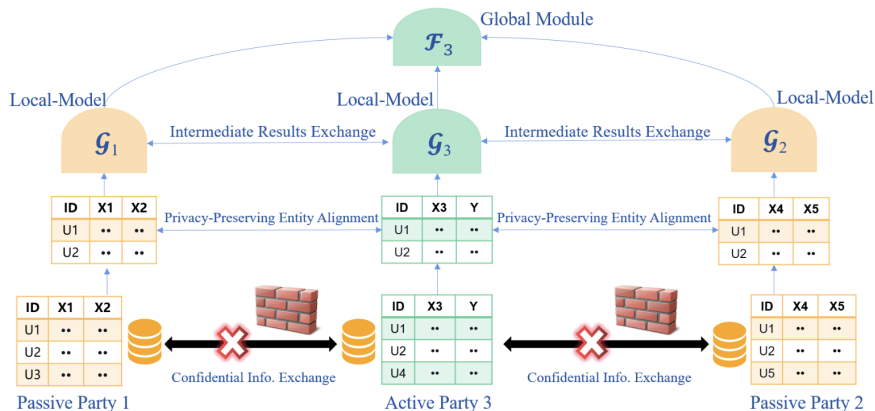 Global Module
𝓕3
Local-Model Local-Model Local-Model
𝓖1 Intermediate Results Exchange 𝓖3 Intermediate Results Exchange 𝓖2
ID X1 X2
U1 •• ••
U2 •• ••
Privacy-Preserving Entity Alignment
ID X3 Y
U1 •• ••
U2 •• ••
Privacy-Preserving Entity Alignment
ID X4 X5
U1 •• ••
U2 •• ••
ID X1 X2
U1 •• ••
U2 •• ••
U3 •• ••
Confidential Info. Exchange
ID X3 Y
U1 •• ••
U2 •• ••
U4 •• ••
Confidential Info. Exchange
ID X4 X5
U1 •• ••
U2 •• ••
U5 •• ••
Passive Party 1 Active Party 3 Passive Party 2